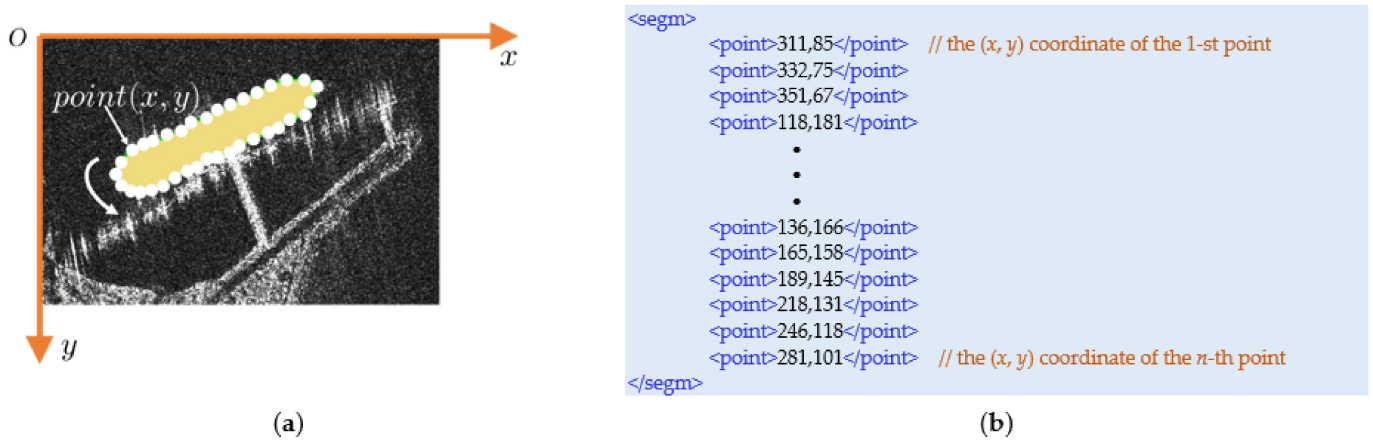 O
x
point(x, y)
y
(a)
<segm>
<point>311,85</point> // the (x, y) coordinate of the 1-st point
<point>332,75</point>
<point>351,67</point>
<point>118,181</point>
•
•
•
<point>136,166</point>
<point>165,158</point>
<point>189,145</point>
<point>218,131</point>
<point>246,118</point>
<point>281,101</point> // the (x, y) coordinate of the n-th point
</segm>
(b)